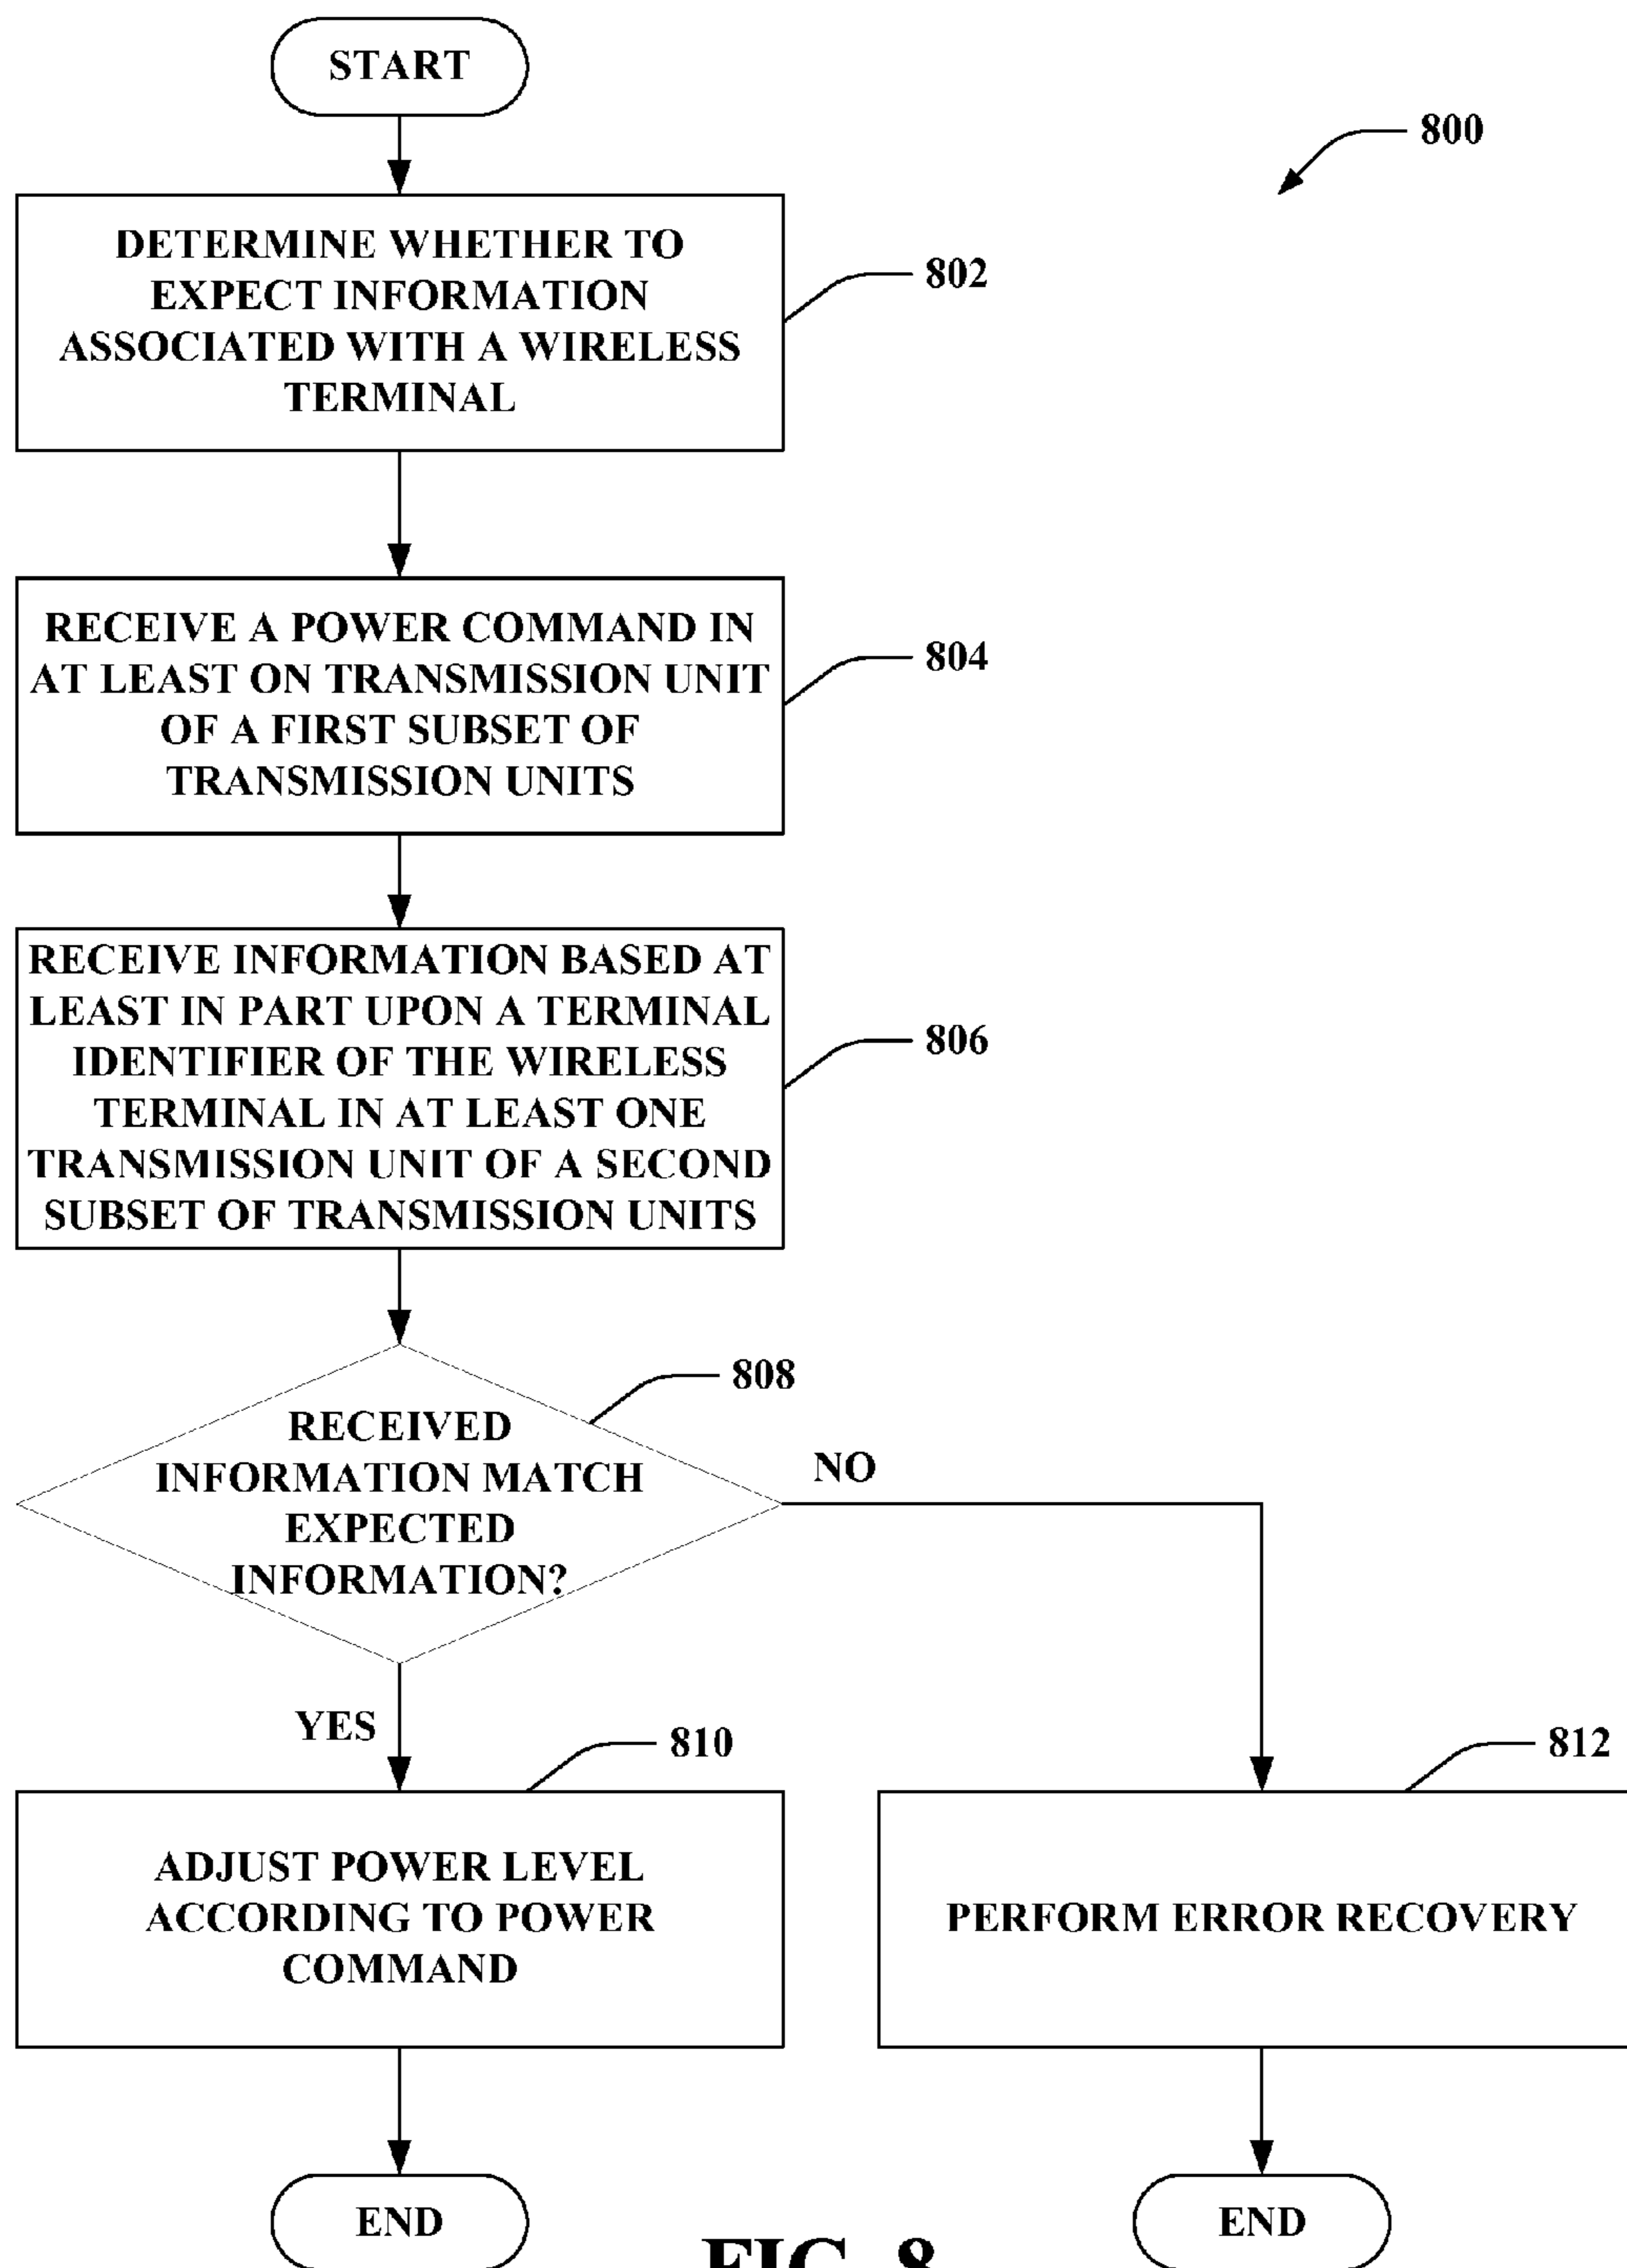 START
800
DETERMINE WHETHER TO
EXPECT INFORMATION
ASSOCIATED WITH A WIRELESS
TERMINAL
802
RECEIVE A POWER COMMAND IN
AT LEAST ON TRANSMISSION UNIT
OF A FIRST SUBSET OF
TRANSMISSION UNITS
804
RECEIVE INFORMATION BASED AT
LEAST IN PART UPON A TERMINAL
IDENTIFIER OF THE WIRELESS
TERMINAL IN AT LEAST ONE
TRANSMISSION UNIT OF A SECOND
SUBSET OF TRANSMISSION UNITS
806
RECEIVED
INFORMATION MATCH
EXPECTED
INFORMATION?
808
NO
YES
810
ADJUST POWER LEVEL
ACCORDING TO POWER
COMMAND
812
PERFORM ERROR RECOVERY
END
END
FIG. 8